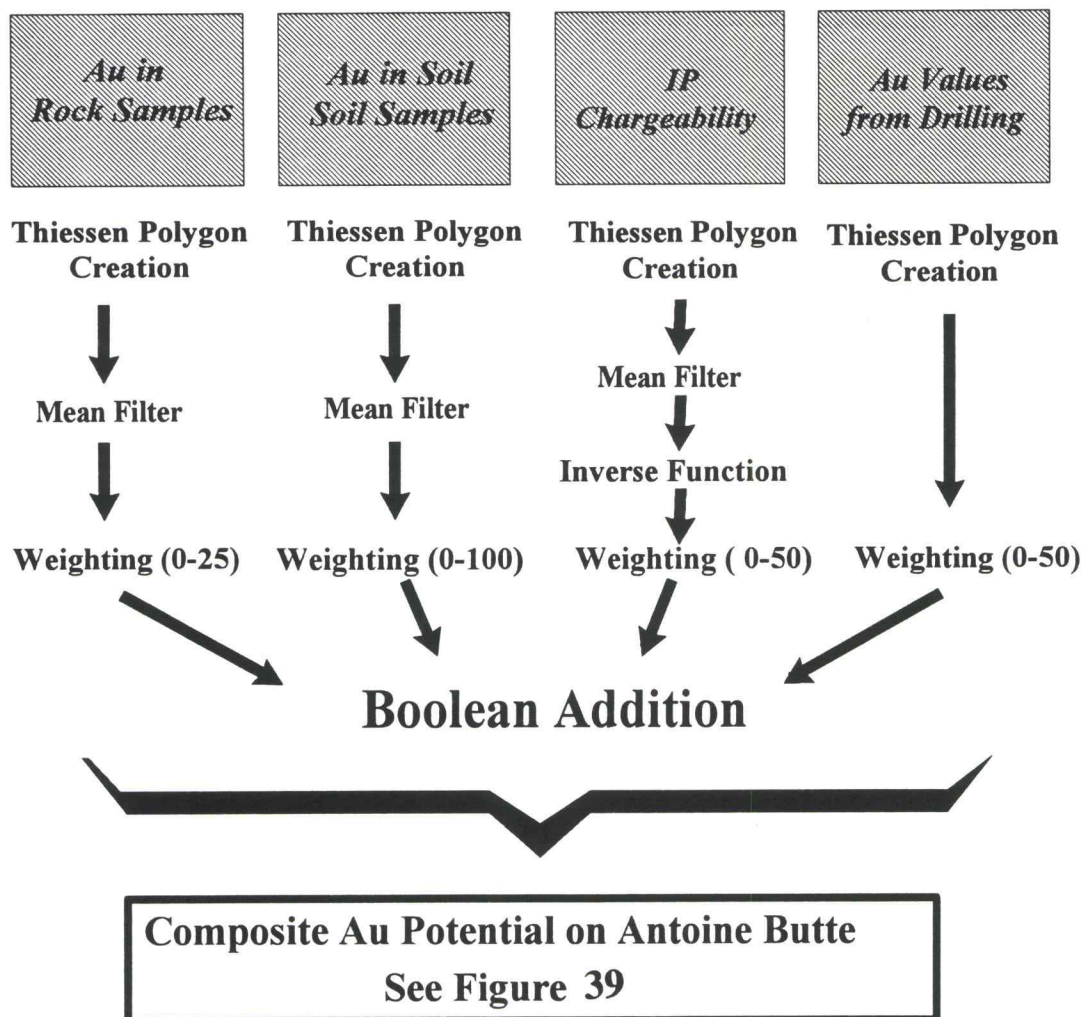 Au in
Rock Samples
Au in Soil
Soil Samples
IP
Chargeability
Au Values
from Drilling
Thiessen Polygon
Creation
Thiessen Polygon
Creation
Thiessen Polygon
Creation
Thiessen Polygon
Creation
Mean Filter
Mean Filter
Mean Filter
Inverse Function
Weighting (0-25)
Weighting (0-100)
Weighting ( 0-50)
Weighting (0-50)
Boolean Addition
Composite Au Potential on Antoine Butte
See Figure 39